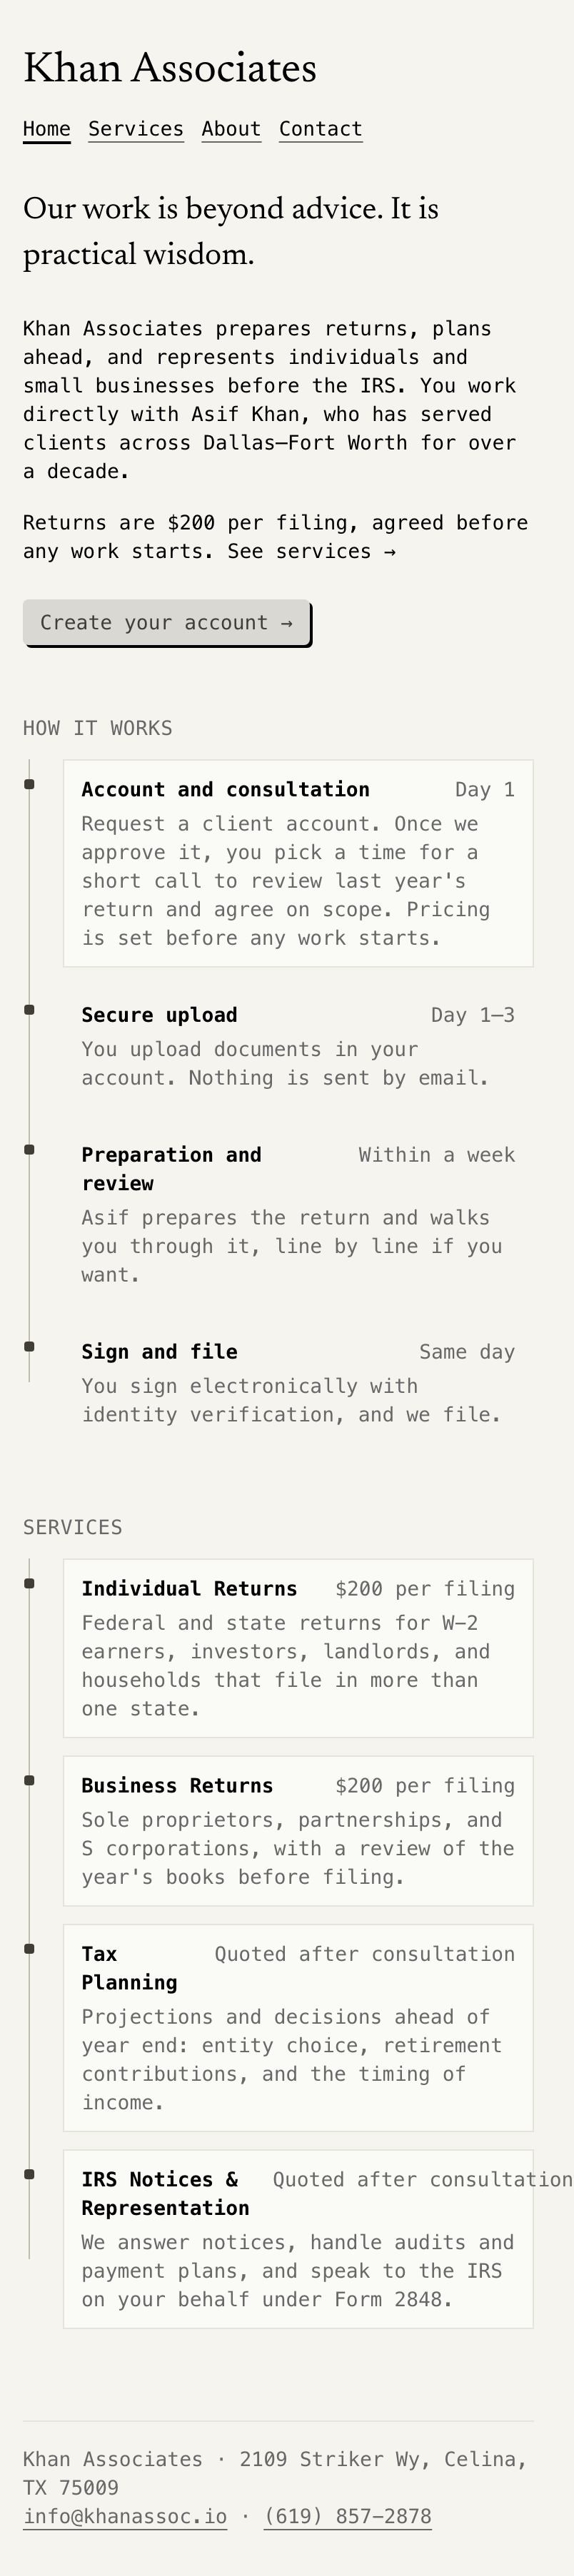 Khan Associates
Home Services About Contact
Our work is beyond advice. It is
practical wisdom.
Khan Associates prepares returns, plans
ahead, and represents individuals and
small businesses before the IRS. You work
directly with Asif Khan, who has served
clients across Dallas–Fort Worth for over
a decade.
Returns are $200 per filing, agreed before
any work starts. See services →
Create your account →
HOW IT WORKS
Account and consultation Day 1
Request a client account. Once we
approve it, you pick a time for a
short call to review last year's
return and agree on scope. Pricing
is set before any work starts.
Secure upload Day 1–3
You upload documents in your
account. Nothing is sent by email.
Preparation and Within a week
review
Asif prepares the return and walks
you through it, line by line if you
want.
Sign and file Same day
You sign electronically with
identity verification, and we file.
SERVICES
Individual Returns $200 per filing
Federal and state returns for W-2
earners, investors, landlords, and
households that file in more than
one state.
Business Returns $200 per filing
Sole proprietors, partnerships, and
S corporations, with a review of the
year's books before filing.
Tax Quoted after consultation
Planning
Projections and decisions ahead of
year end: entity choice, retirement
contributions, and the timing of
income.
IRS Notices & Quoted after consultation
Representation
We answer notices, handle audits and
payment plans, and speak to the IRS
on your behalf under Form 2848.
Khan Associates · 2109 Striker Wy, Celina,
TX 75009
info@khanassoc.io · (619) 857-2878